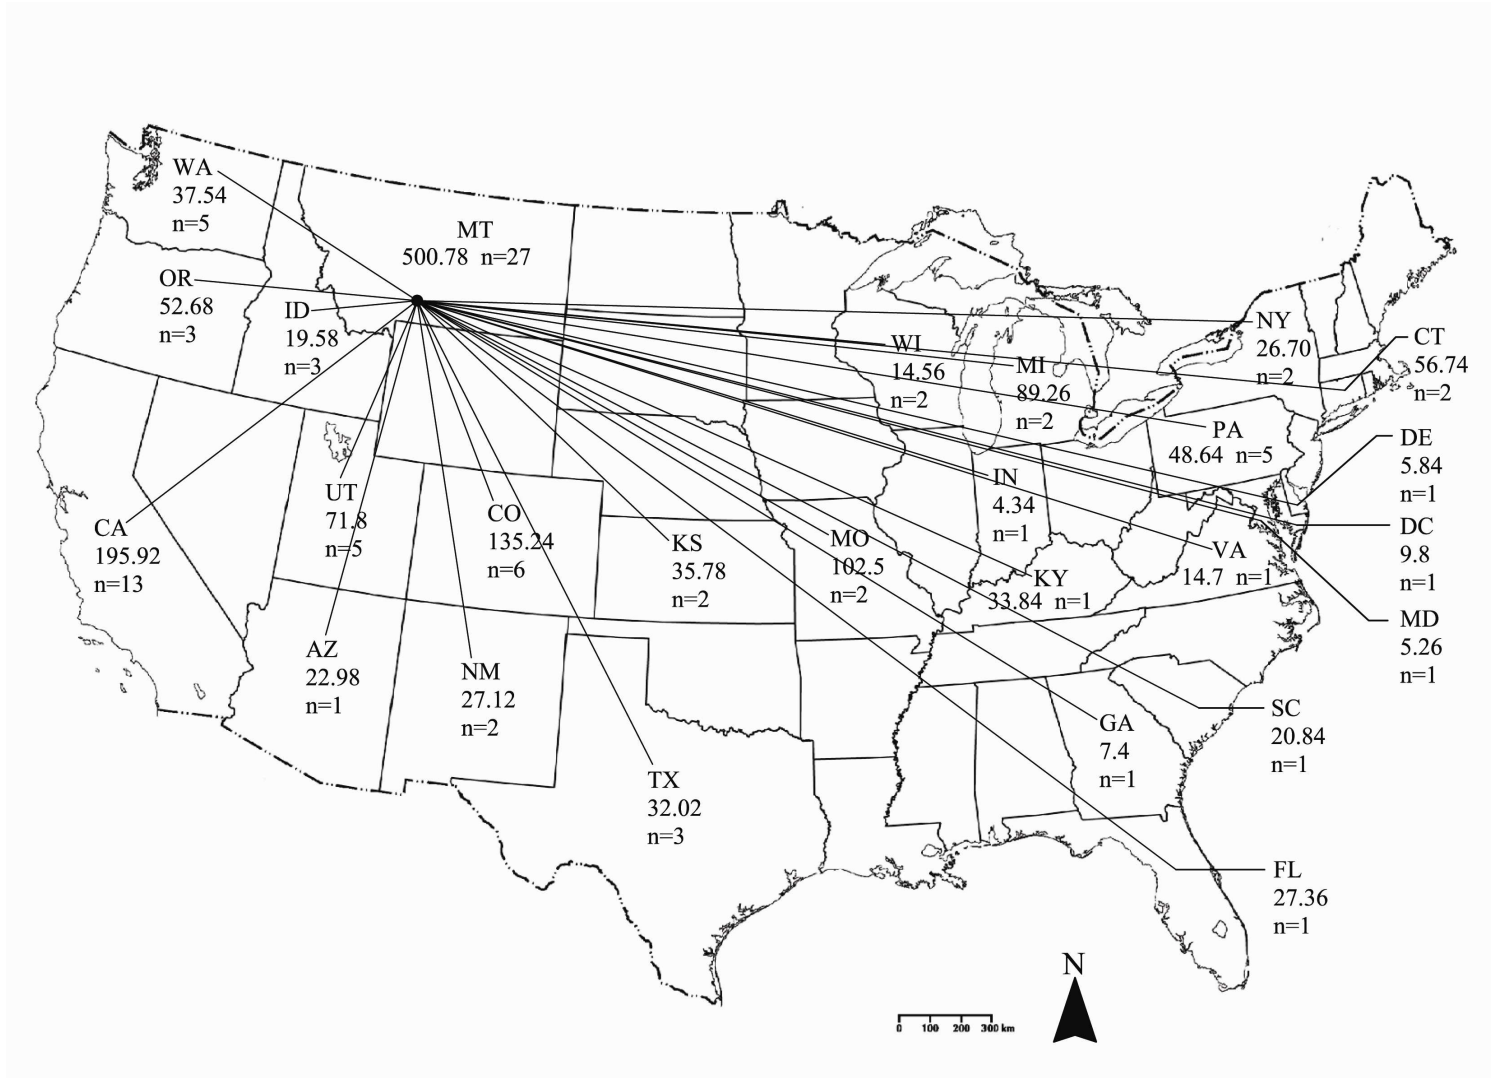 WA
37.54
n=5
MT
500.78 n=27
OR
52.68
n=3
ID
19.58
n=3
WI
14.56
n=2
MI
89.26
n=2
NY
26.70
n=2
CT
56.74
n=2
PA
48.64 n=5
DE
5.84
n=1
DC
9.8
n=1
MD
5.26
n=1
UT
71.8
n=5
CO
135.24
n=6
CA
195.92
n=13
KS
35.78
n=2
MO
102.5
n=2
IN
4.34
n=1
KY
33.84 n=1
VA
14.7 n=1
AZ
22.98
n=1
NM
27.12
n=2
TX
32.02
n=3
GA
7.4
n=1
SC
20.84
n=1
FL
27.36
n=1
N
0 100 200 300 km